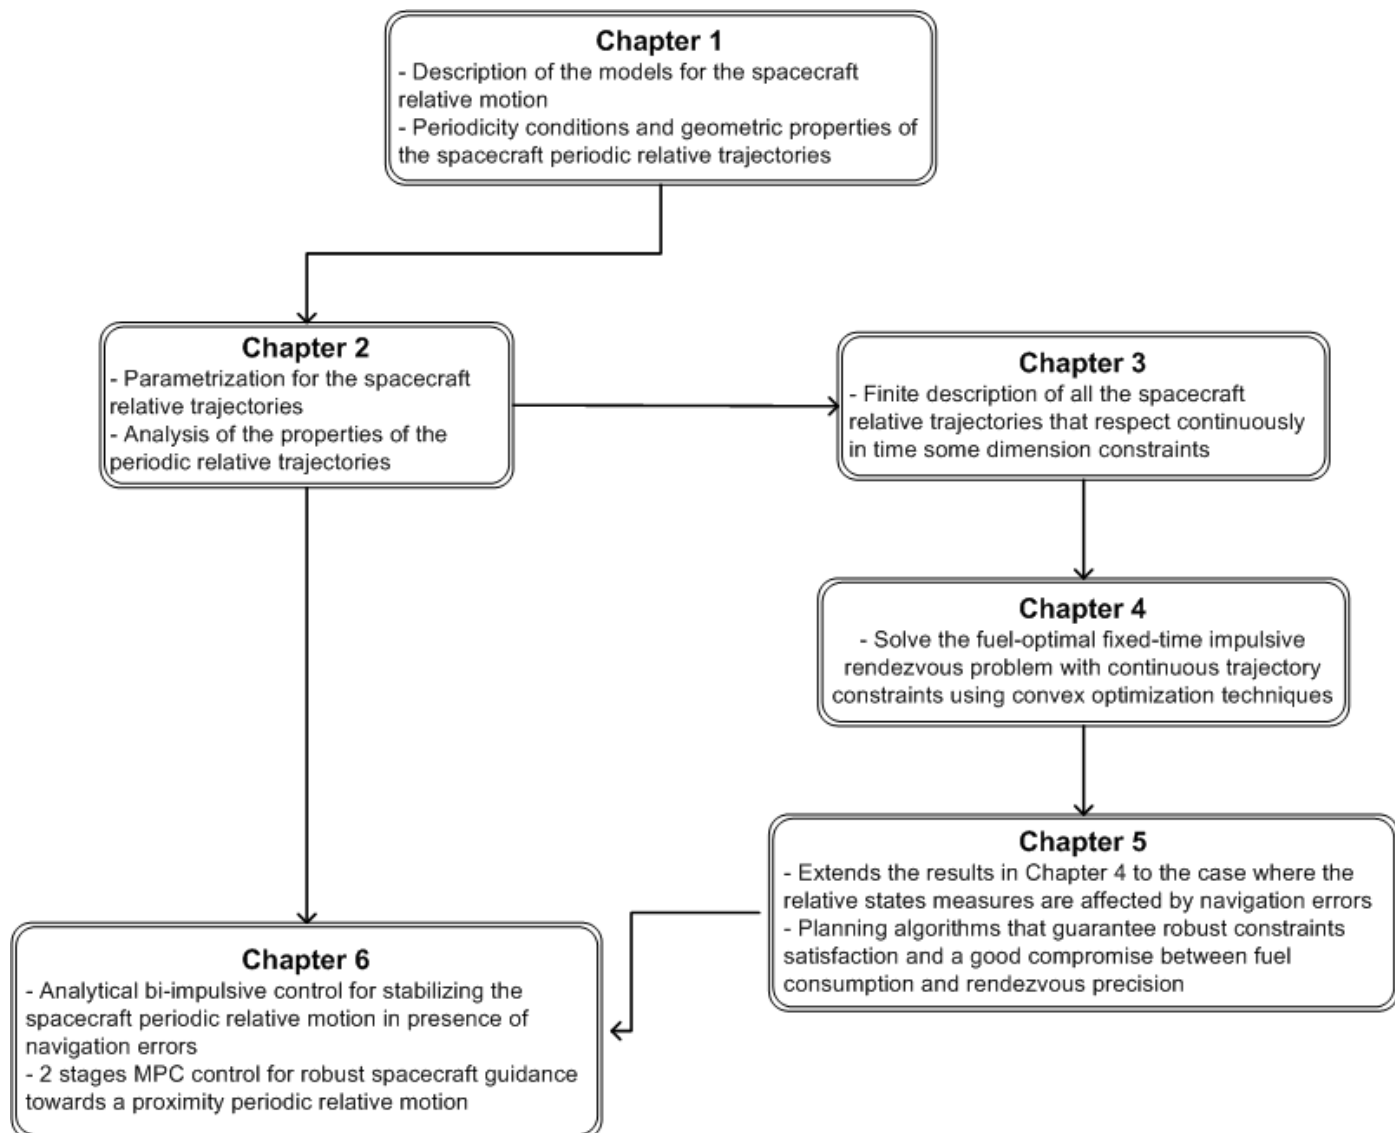 Chapter 1
- Description of the models for the spacecraft
relative motion
- Periodicity conditions and geometric properties of
the spacecraft periodic relative trajectories
Chapter 2
- Parametrization for the spacecraft
relative trajectories
- Analysis of the properties of the
periodic relative trajectories
Chapter 3
- Finite description of all the spacecraft
relative trajectories that respect continuously
in time some dimension constraints
Chapter 4
- Solve the fuel-optimal fixed-time impulsive
rendezvous problem with continuous trajectory
constraints using convex optimization techniques
Chapter 5
- Extends the results in Chapter 4 to the case where the
relative states measures are affected by navigation errors
- Planning algorithms that guarantee robust constraints
satisfaction and a good compromise between fuel
consumption and rendezvous precision
Chapter 6
- Analytical bi-impulsive control for stabilizing the
spacecraft periodic relative motion in presence of
navigation errors
- 2 stages MPC control for robust spacecraft guidance
towards a proximity periodic relative motion